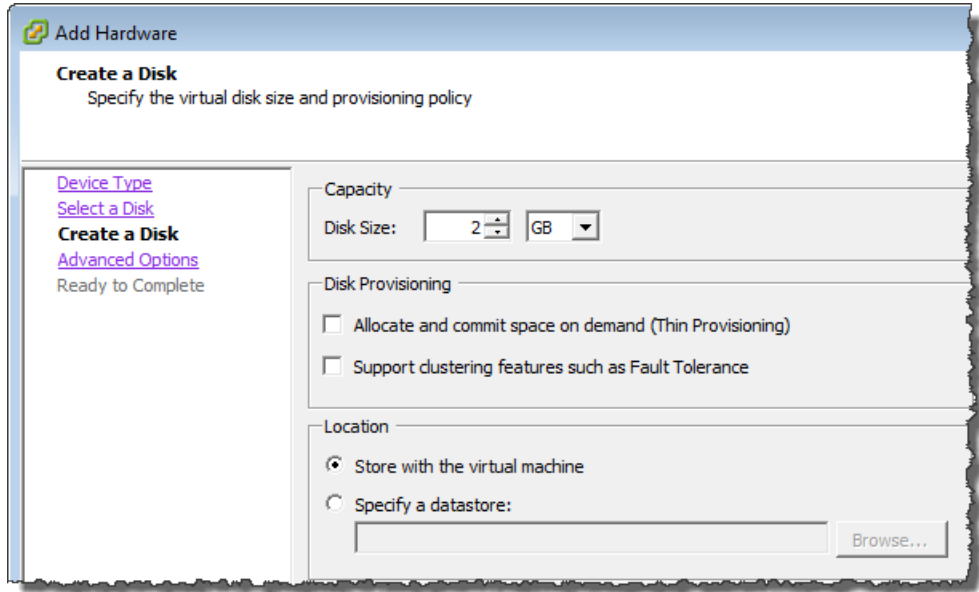 Add Hardware
Create a Disk
Specify the virtual disk size and provisioning policy
Device Type
Select a Disk
Create a Disk
Advanced Options
Ready to Complete
Capacity
Disk Size: 2 GB
Disk Provisioning
Allocate and commit space on demand (Thin Provisioning)
Support clustering features such as Fault Tolerance
Location
Store with the virtual machine
Specify a datastore:
Browse...